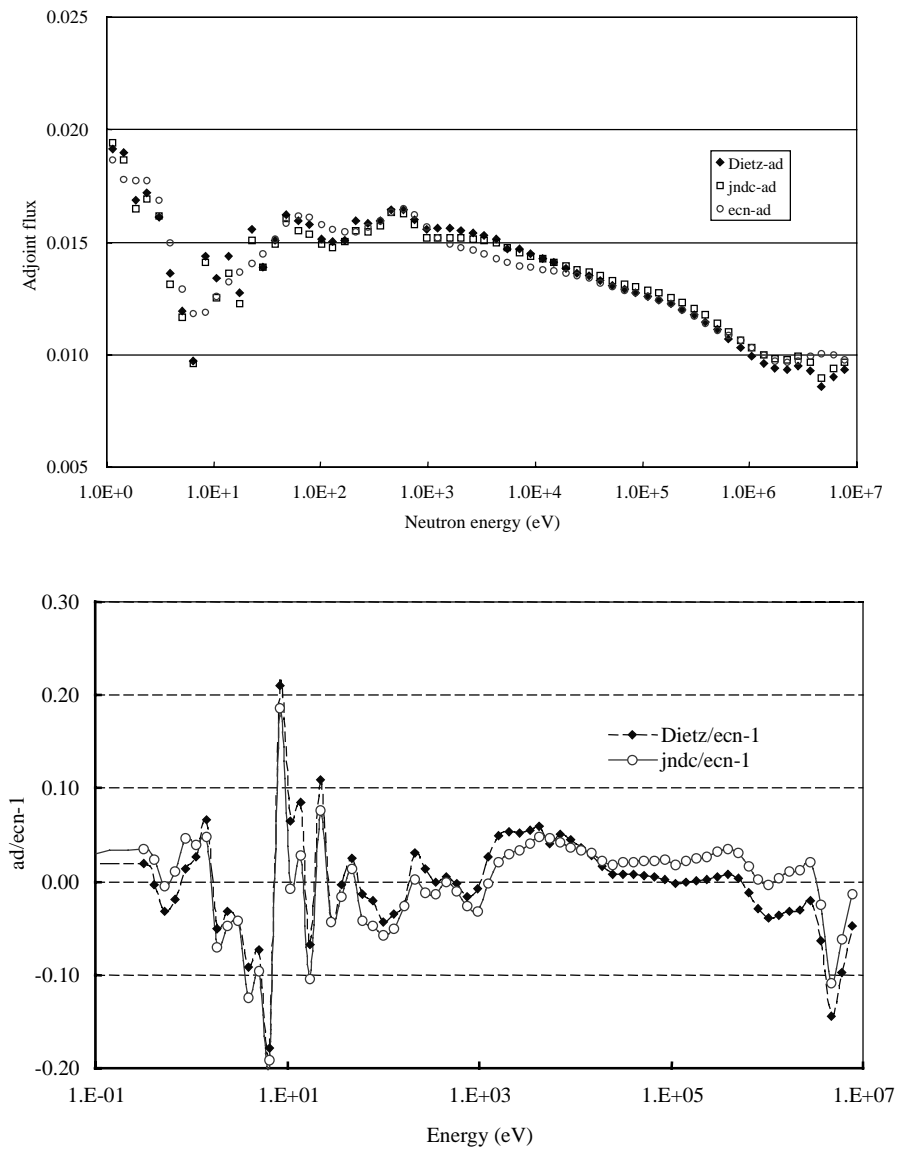 0.025
0.020
0.015
0.010
0.005
Adjoint flux
Dietz-ad
jndc-ad
ecn-ad
1.0E+0 1.0E+1 1.0E+2 1.0E+3 1.0E+4 1.0E+5 1.0E+6 1.0E+7
Neutron energy (eV)
0.30
0.20
0.10
0.00
-0.10
-0.20
ad/ecn-1
Dietz/ecn-1
jndc/ecn-1
1.E-01 1.E+01 1.E+03 1.E+05 1.E+07
Energy (eV)